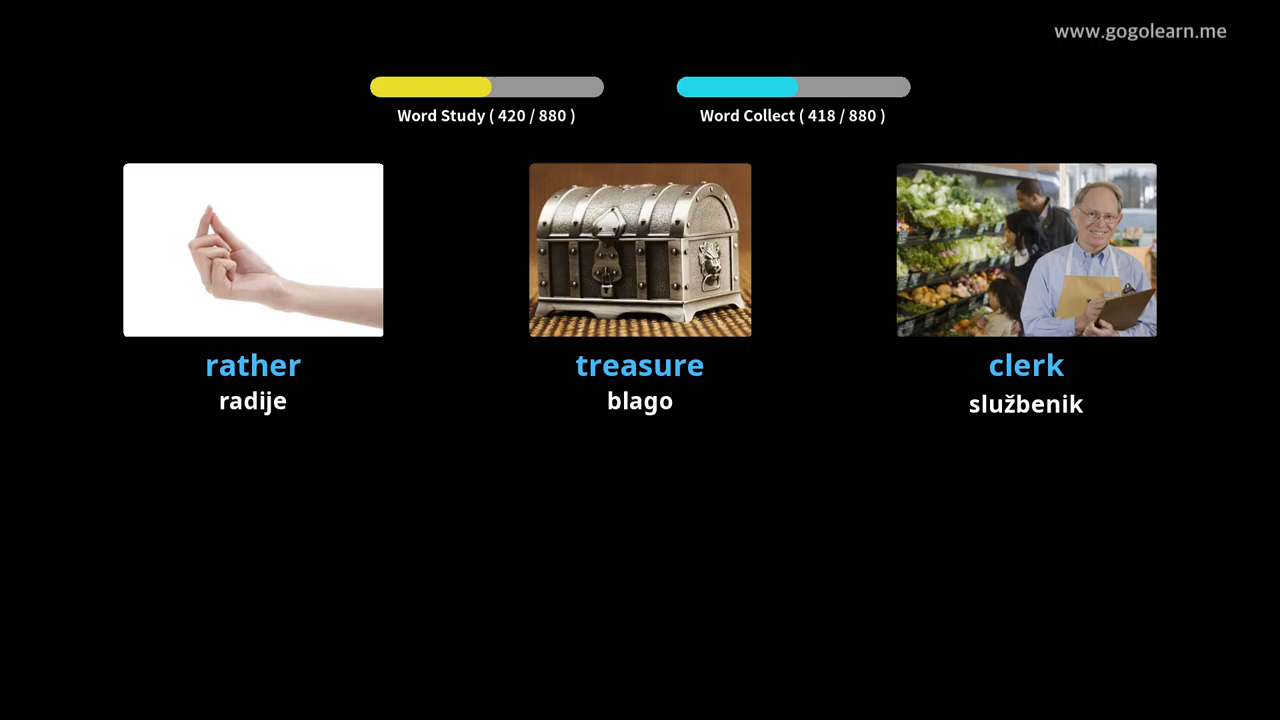 www.gogolearn.me
Word Study ( 420 / 880 )
Word Collect ( 418 / 880 )
rather
radije
treasure
blago
clerk
službenik